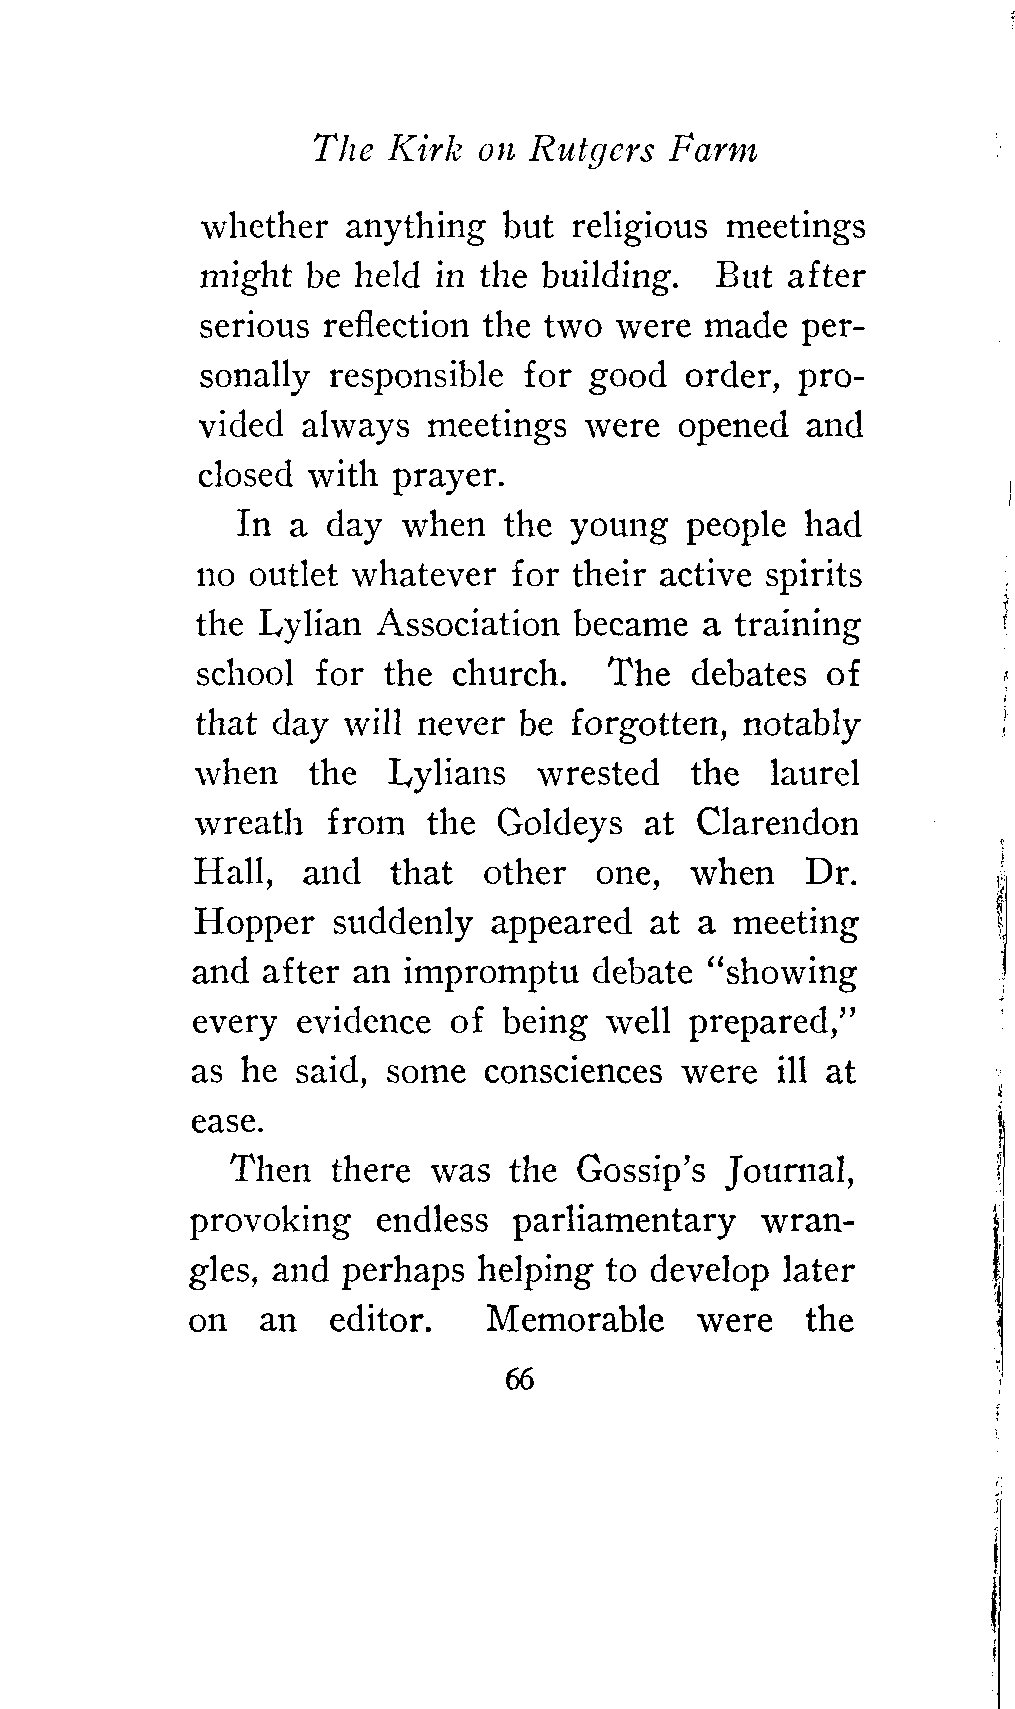 The Kirk on Rutgers Farm
whether anything but religious meetings
might be held in the building. But after
serious reflection the two were made per-
sonally responsible for good order, pro-
vided always meetings were opened and
closed with prayer.
In a day when the young people had
no outlet whatever for their active spirits
the Lylian Association became a training
school for the church. The debates of
that day will never be forgotten, notably
when the Lylians wrested the laurel
wreath from the Goldeys at Clarendon
Hall, and that other one, when Dr.
Hopper suddenly appeared at a meeting
and after an impromptu debate "showing
every evidence of being well prepared,"
as he said, some consciences were ill at
ease.
Then there was the Gossip's Journal,
provoking endless parliamentary wran-
gles, and perhaps helping to develop later
on an editor. Memorable were the
66